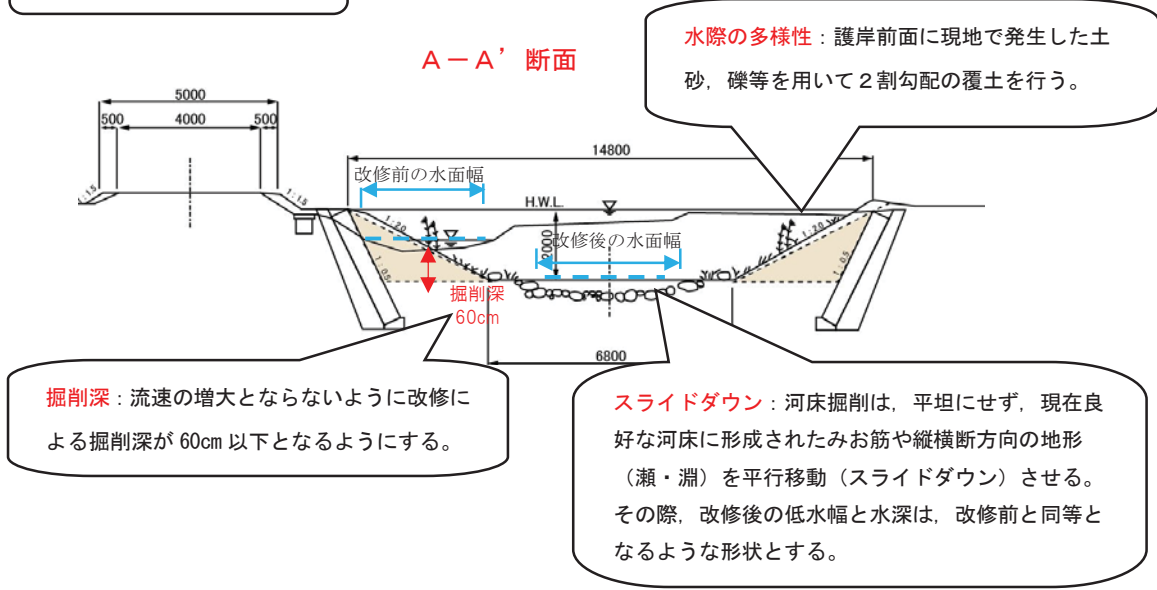 A－A’断面
水際の多様性：護岸前面に現地で発生した土
砂，礫等を用いて２割勾配の覆土を行う。
5000
500
4000
500
14800
改修前の水面幅
H.W.L.
1:1.5
1:1.5
1:2.0
1:2.0
2000
改修後の水面幅
1:0.5
1:0.5
掘削深
60cm
6800
掘削深：流速の増大とならないように改修に
よる掘削深が 60cm 以下となるようにする。
スライドダウン：河床掘削は，平坦にせず，現在良
好な河床に形成されたみお筋や縦横断方向の地形
（瀬・淵）を平行移動（スライドダウン）させる。
その際，改修後の低水幅と水深は，改修前と同等と
なるような形状とする。